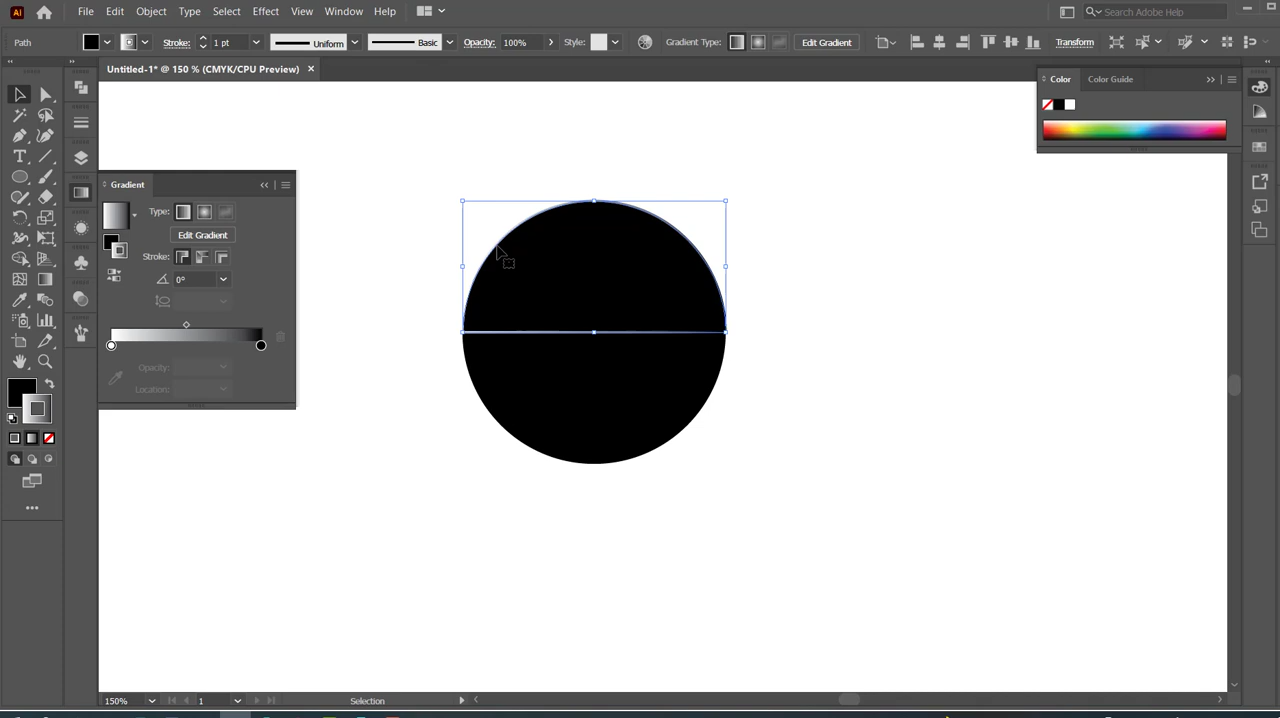 Ai File Edit Object Type Select Effect View Window Help Search Adobe Help
Path Stroke: 1 pt Uniform Basic Opacity: 100% Style: Gradient Type: Edit Gradient Transform
Untitled-1* @ 150 % (CMYK/CPU Preview)
Color Color Guide
Gradient
Type:
Edit Gradient
Stroke:
0°
Opacity:
Location:
150% 1 Selection